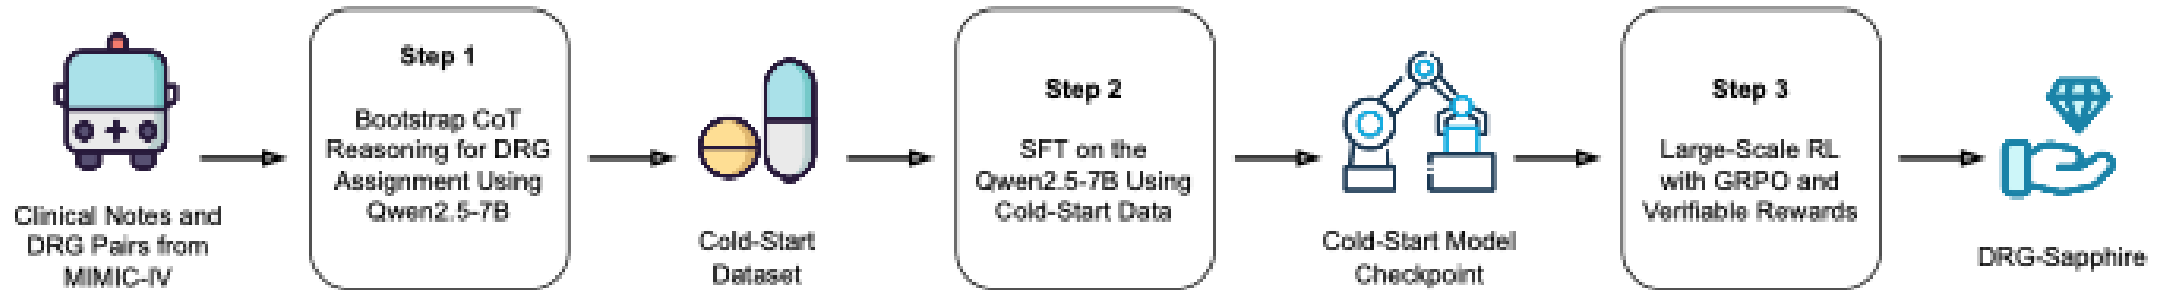 Clinical Notes and
DRG Pairs from
MIMIC-IV
Step 1
Bootstrap CoT
Reasoning for DRG
Assignment Using
Qwen2.5-7B
Cold-Start
Dataset
Step 2
SFT on the
Qwen2.5-7B Using
Cold-Start Data
Cold-Start Model
Checkpoint
Step 3
Large-Scale RL
with GRPO and
Verifiable Rewards
DRG-Sapphire